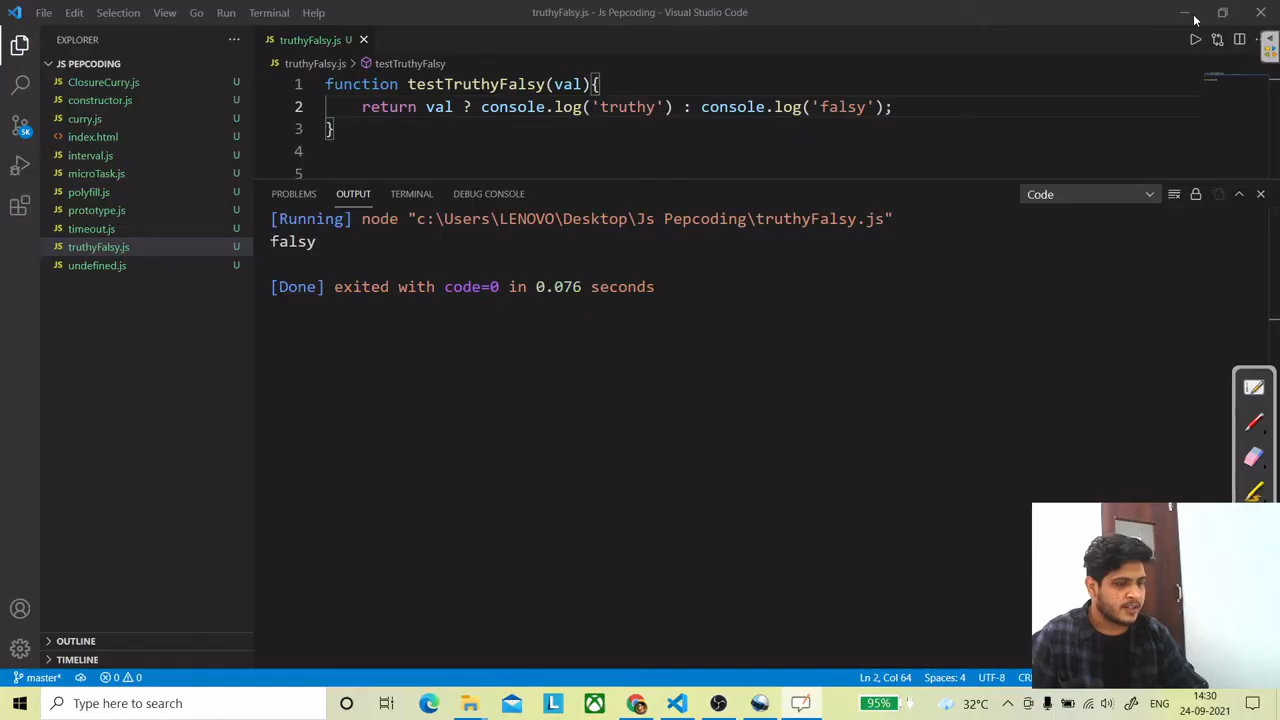 File Edit Selection View Go Run Terminal Help
truthyFalsy.js - Js Pepcoding - Visual Studio Code
EXPLORER
JS PEPCODING
ClosureCurry.js U
constructor.js U
curry.js U
index.html U
interval.js U
microTask.js U
polyfill.js U
prototype.js U
timeout.js U
truthyFalsy.js U
undefined.js U
OUTLINE
TIMELINE
truthyFalsy.js U
truthyFalsy.js > testTruthyFalsy
1 function testTruthyFalsy(val){
2 return val ? console.log('truthy') : console.log('falsy');
3 }
4
5
PROBLEMS OUTPUT TERMINAL DEBUG CONSOLE
Code
[Running] node "c:\Users\LENOVO\Desktop\Js Pepcoding\truthyFalsy.js"
falsy
[Done] exited with code=0 in 0.076 seconds
SK
master* 0 0
Ln 2, Col 64 Spaces: 4 UTF-8
Type here to search
L
95%
32°C
ENG
14:30
24-09-2021